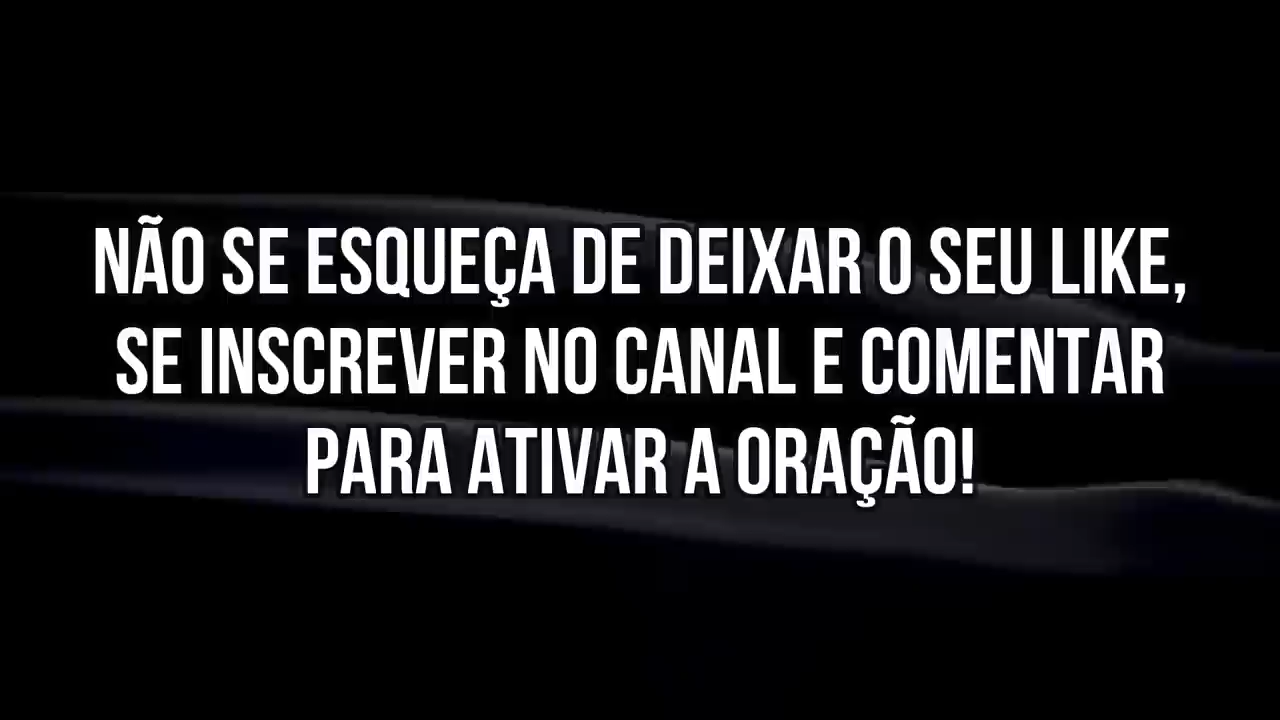 NÃO SE ESQUEÇA DE DEIXAR O SEU LIKE,
SE INSCREVER NO CANAL E COMENTAR
PARA ATIVAR A ORAÇÃO!